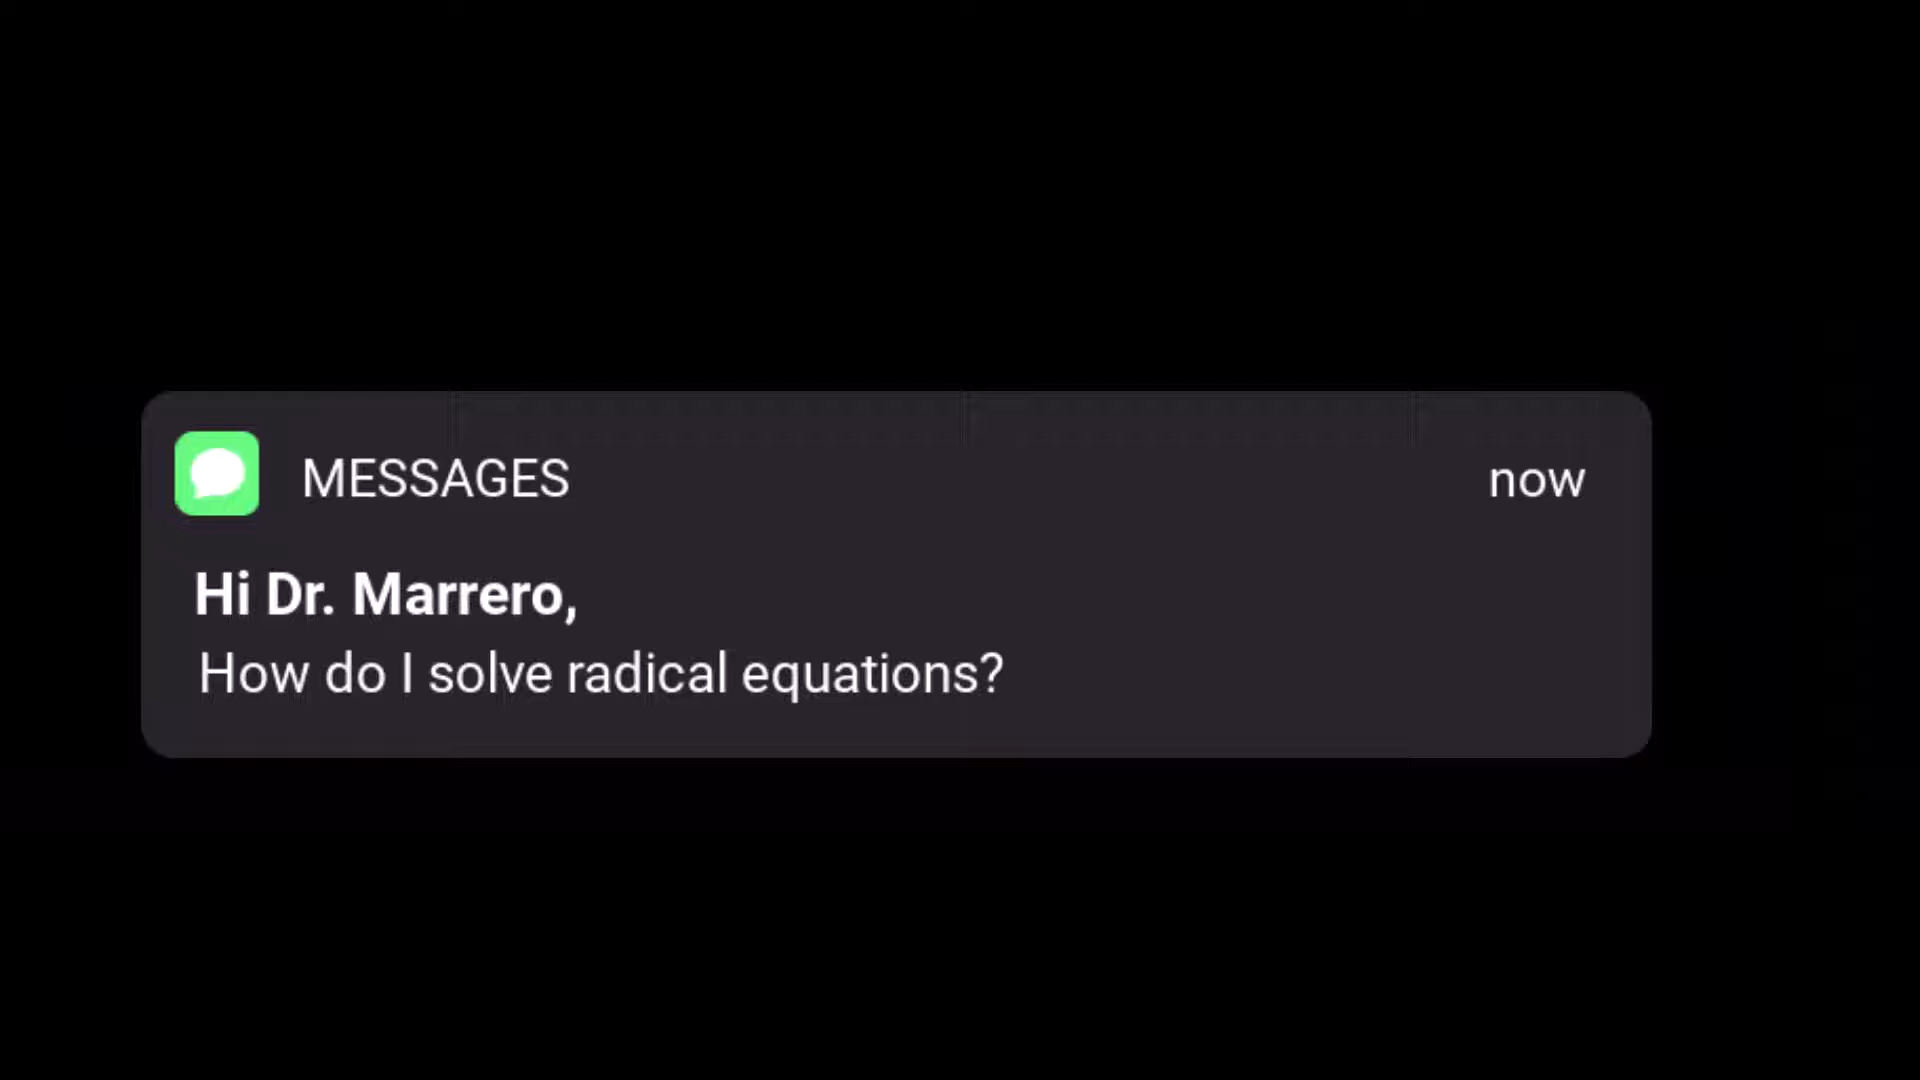 MESSAGES now
Hi Dr. Marrero,
How do I solve radical equations?